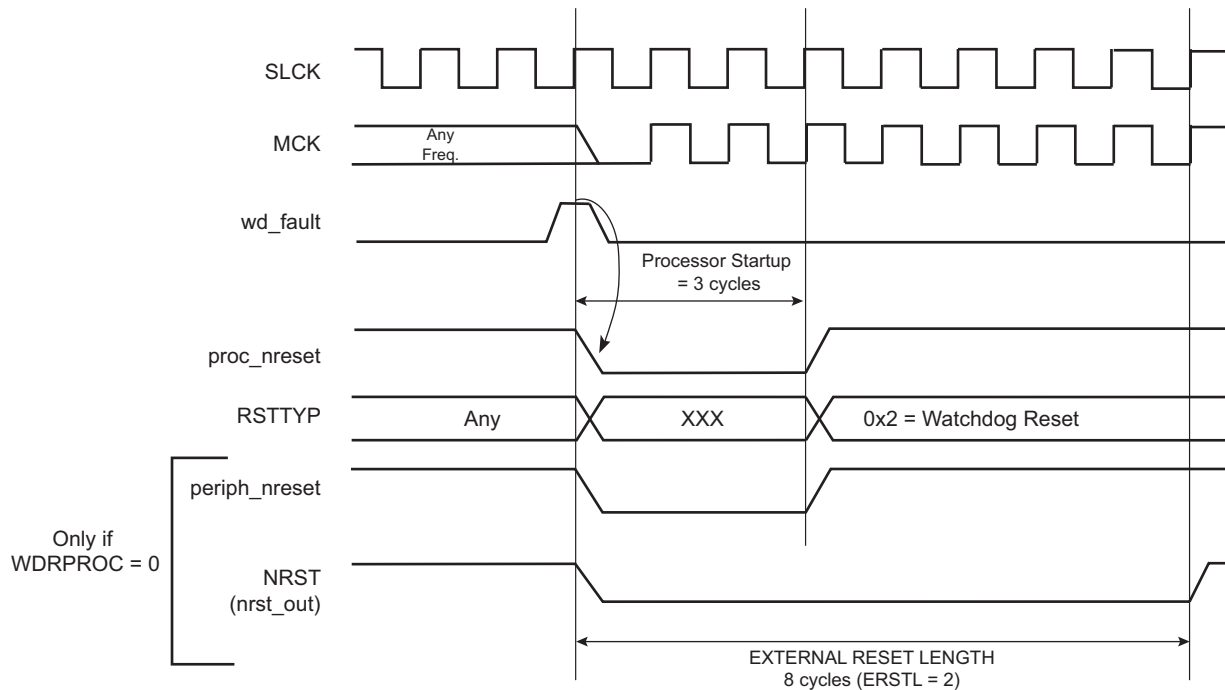 SLCK
MCK
Any
Freq.
wd_fault
Processor Startup
= 3 cycles
proc_nreset
RSTTYP
Any
XXX
0x2 = Watchdog Reset
periph_nreset
Only if
WDRPROC = 0
NRST
(nrst_out)
EXTERNAL RESET LENGTH
8 cycles (ERSTL = 2)